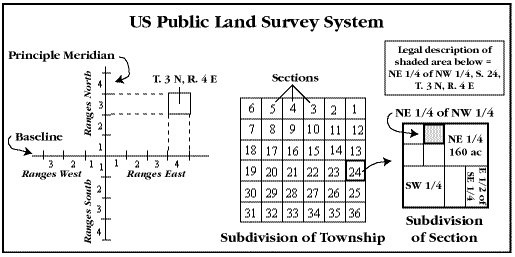 US Public Land Survey System
Principle Meridian
Ranges North
4
3
2
1
T. 3 N, R. 4 E
Baseline
3 2 1 1 2 3 4
Ranges West
Ranges East
1
2
3
4
Ranges South
Sections
6 5 4 3 2 1
7 8 9 10 11 12
18 17 16 15 14 13
19 20 21 22 23 24
30 29 28 27 26 25
31 32 33 34 35 36
Subdivision of Township
Legal description of
shaded area below =
NE 1/4 of NW 1/4, S. 24,
T. 3 N, R. 4 E
NE 1/4 of NW 1/4
NE 1/4
160 ac
SW 1/4
E 1/2 of
SE 1/4
Subdivision
of Section